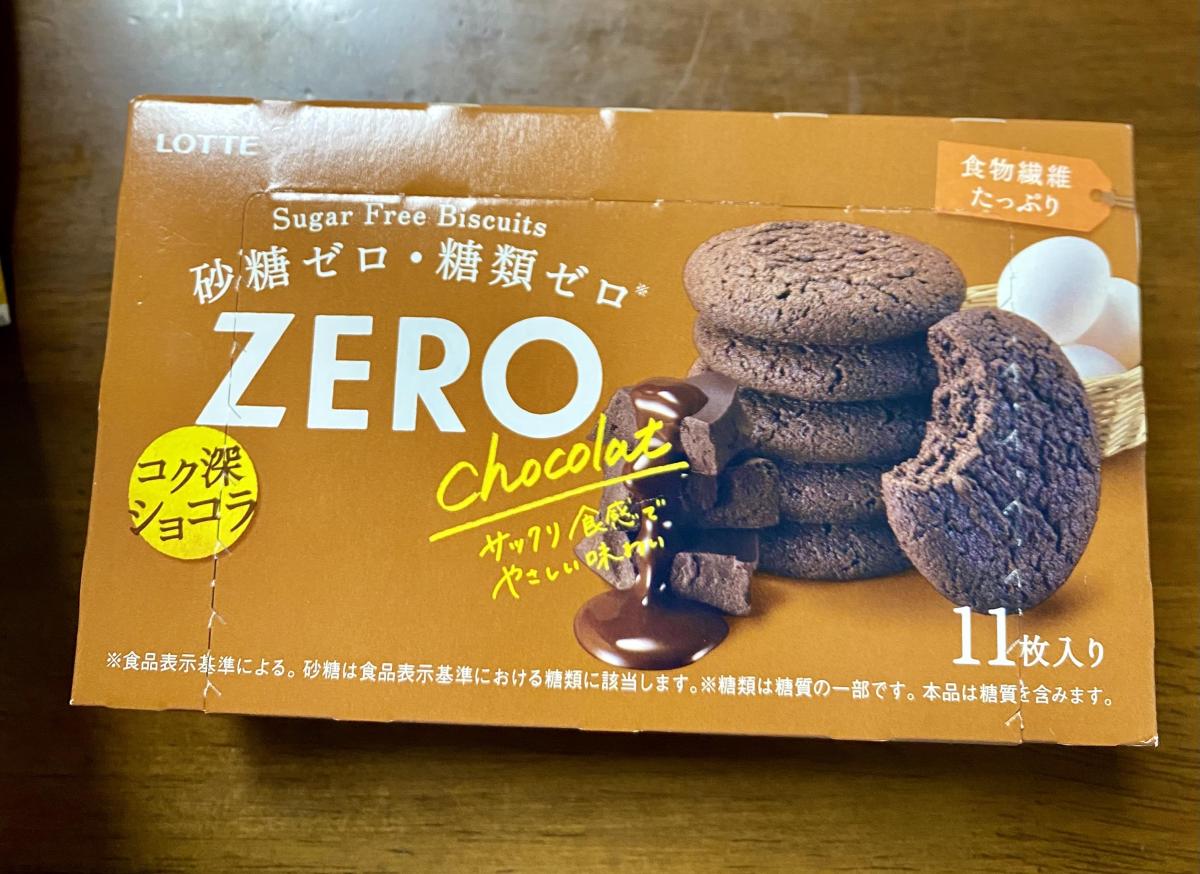 LOTTE
食物繊維
たっぷり
Sugar Free Biscuits
砂糖ゼロ・糖類ゼロ※
ZERO
Chocolat
コク深
ショコラ
サックリ食感で
やさしい味わい
11枚入り
※食品表示基準による。砂糖は食品表示基準における糖類に該当します。※糖類は糖質の一部です。本品は糖質を含みます。